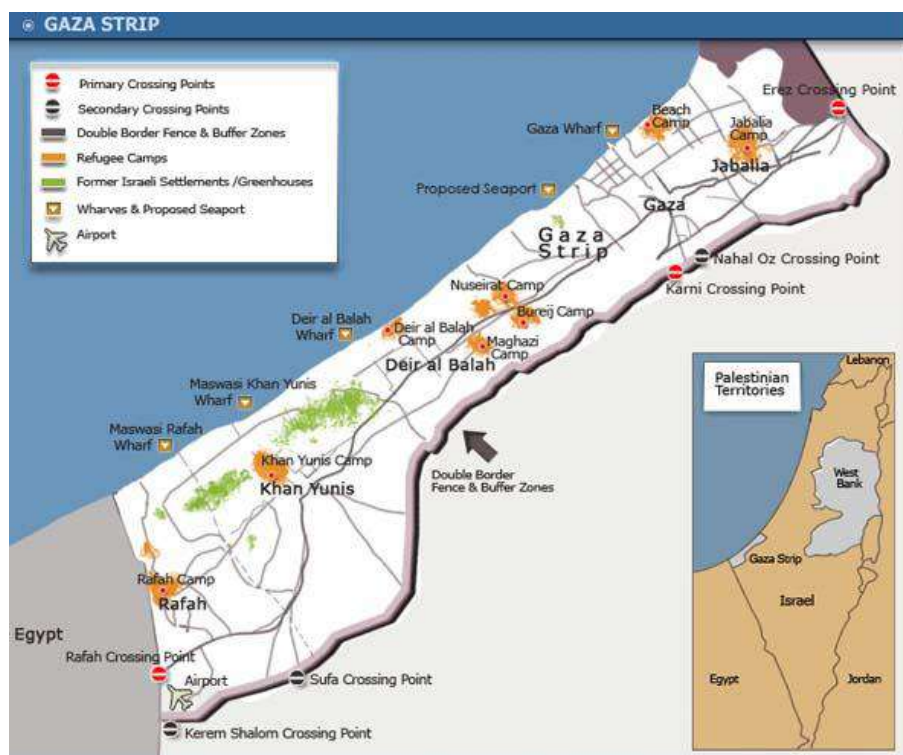 GAZA STRIP
Primary Crossing Points
Secondary Crossing Points
Double Border Fence & Buffer Zones
Refugee Camps
Former Israeli Settlements /Greenhouses
Wharves & Proposed Seaport
Airport
Erez Crossing Point
Beach
Camp
Jabalia
Camp
Jabalia
Gaza Wharf
Proposed Seaport
Gaza
Gaza
Strip
Nahal Oz Crossing Point
Karni Crossing Point
Nuseirat Camp
Bureij Camp
Maghazi
Camp
Deir al Balah
Wharf
Deir al Balah
Camp
Deir al Balah
Maswasi Khan Yunis
Wharf
Maswasi Rafah
Wharf
Khan Yunis Camp
Khan Yunis
Double Border
Fence & Buffer Zones
Rafah Camp
Rafah
Egypt
Rafah Crossing Point
Airport
Sufa Crossing Point
Kerem Shalom Crossing Point
Palestinian
Territories
Lebanon
West
Bank
Gaza Strip
Israel
Egypt
Jordan